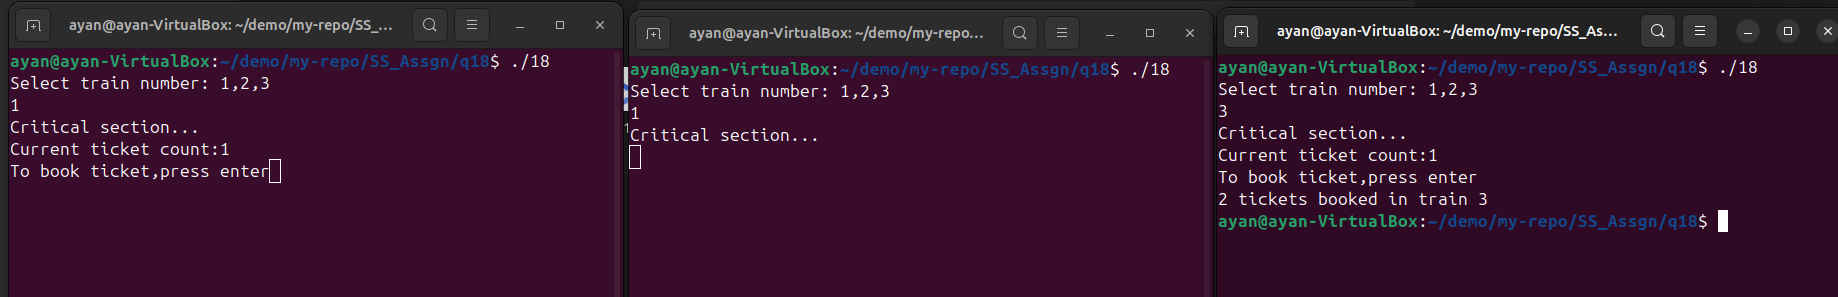 ayan@ayan-VirtualBox: ~/demo/my-repo/SS_...
ayan@ayan-VirtualBox:~/demo/my-repo/SS_Assgn/q18$ ./18
Select train number: 1,2,3
1
Critical section...
Current ticket count:1
To book ticket,press enter
ayan@ayan-VirtualBox: ~/demo/my-repo...
ayan@ayan-VirtualBox:~/demo/my-repo/SS_Assgn/q18$ ./18
Select train number: 1,2,3
1
Critical section...
ayan@ayan-VirtualBox: ~/demo/my-repo/SS_As...
ayan@ayan-VirtualBox:~/demo/my-repo/SS_Assgn/q18$ ./18
Select train number: 1,2,3
3
Critical section...
Current ticket count:1
To book ticket,press enter
2 tickets booked in train 3
ayan@ayan-VirtualBox:~/demo/my-repo/SS_Assgn/q18$